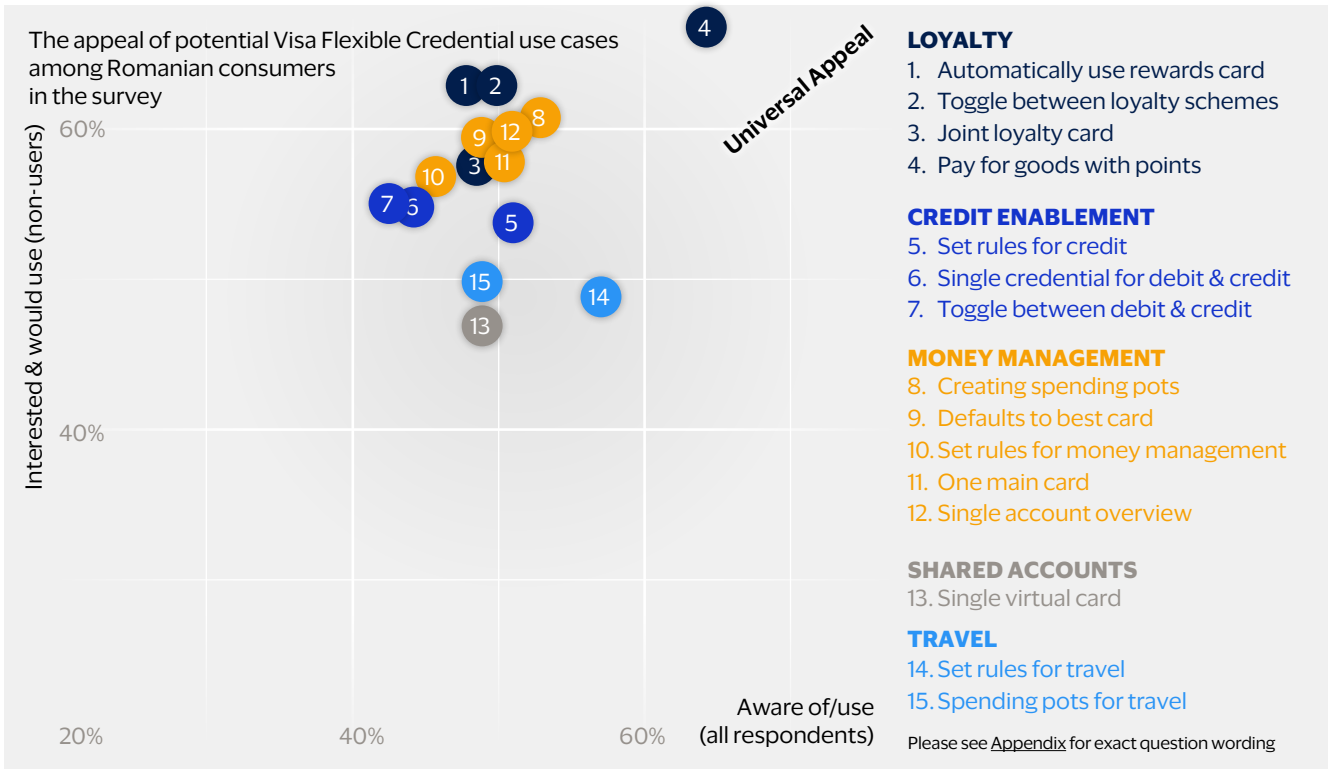 The appeal of potential Visa Flexible Credential use cases
among Romanian consumers
in the survey
Interested & would use (non-users)
60%
40%
20%
40%
60%
Aware of/use
(all respondents)
Universal Appeal
4
1
2
8
12
9
11
3
10
7
6
5
15
14
13
LOYALTY
1. Automatically use rewards card
2. Toggle between loyalty schemes
3. Joint loyalty card
4. Pay for goods with points
CREDIT ENABLEMENT
5. Set rules for credit
6. Single credential for debit & credit
7. Toggle between debit & credit
MONEY MANAGEMENT
8. Creating spending pots
9. Defaults to best card
10. Set rules for money management
11. One main card
12. Single account overview
SHARED ACCOUNTS
13. Single virtual card
TRAVEL
14. Set rules for travel
15. Spending pots for travel
Please see Appendix for exact question wording